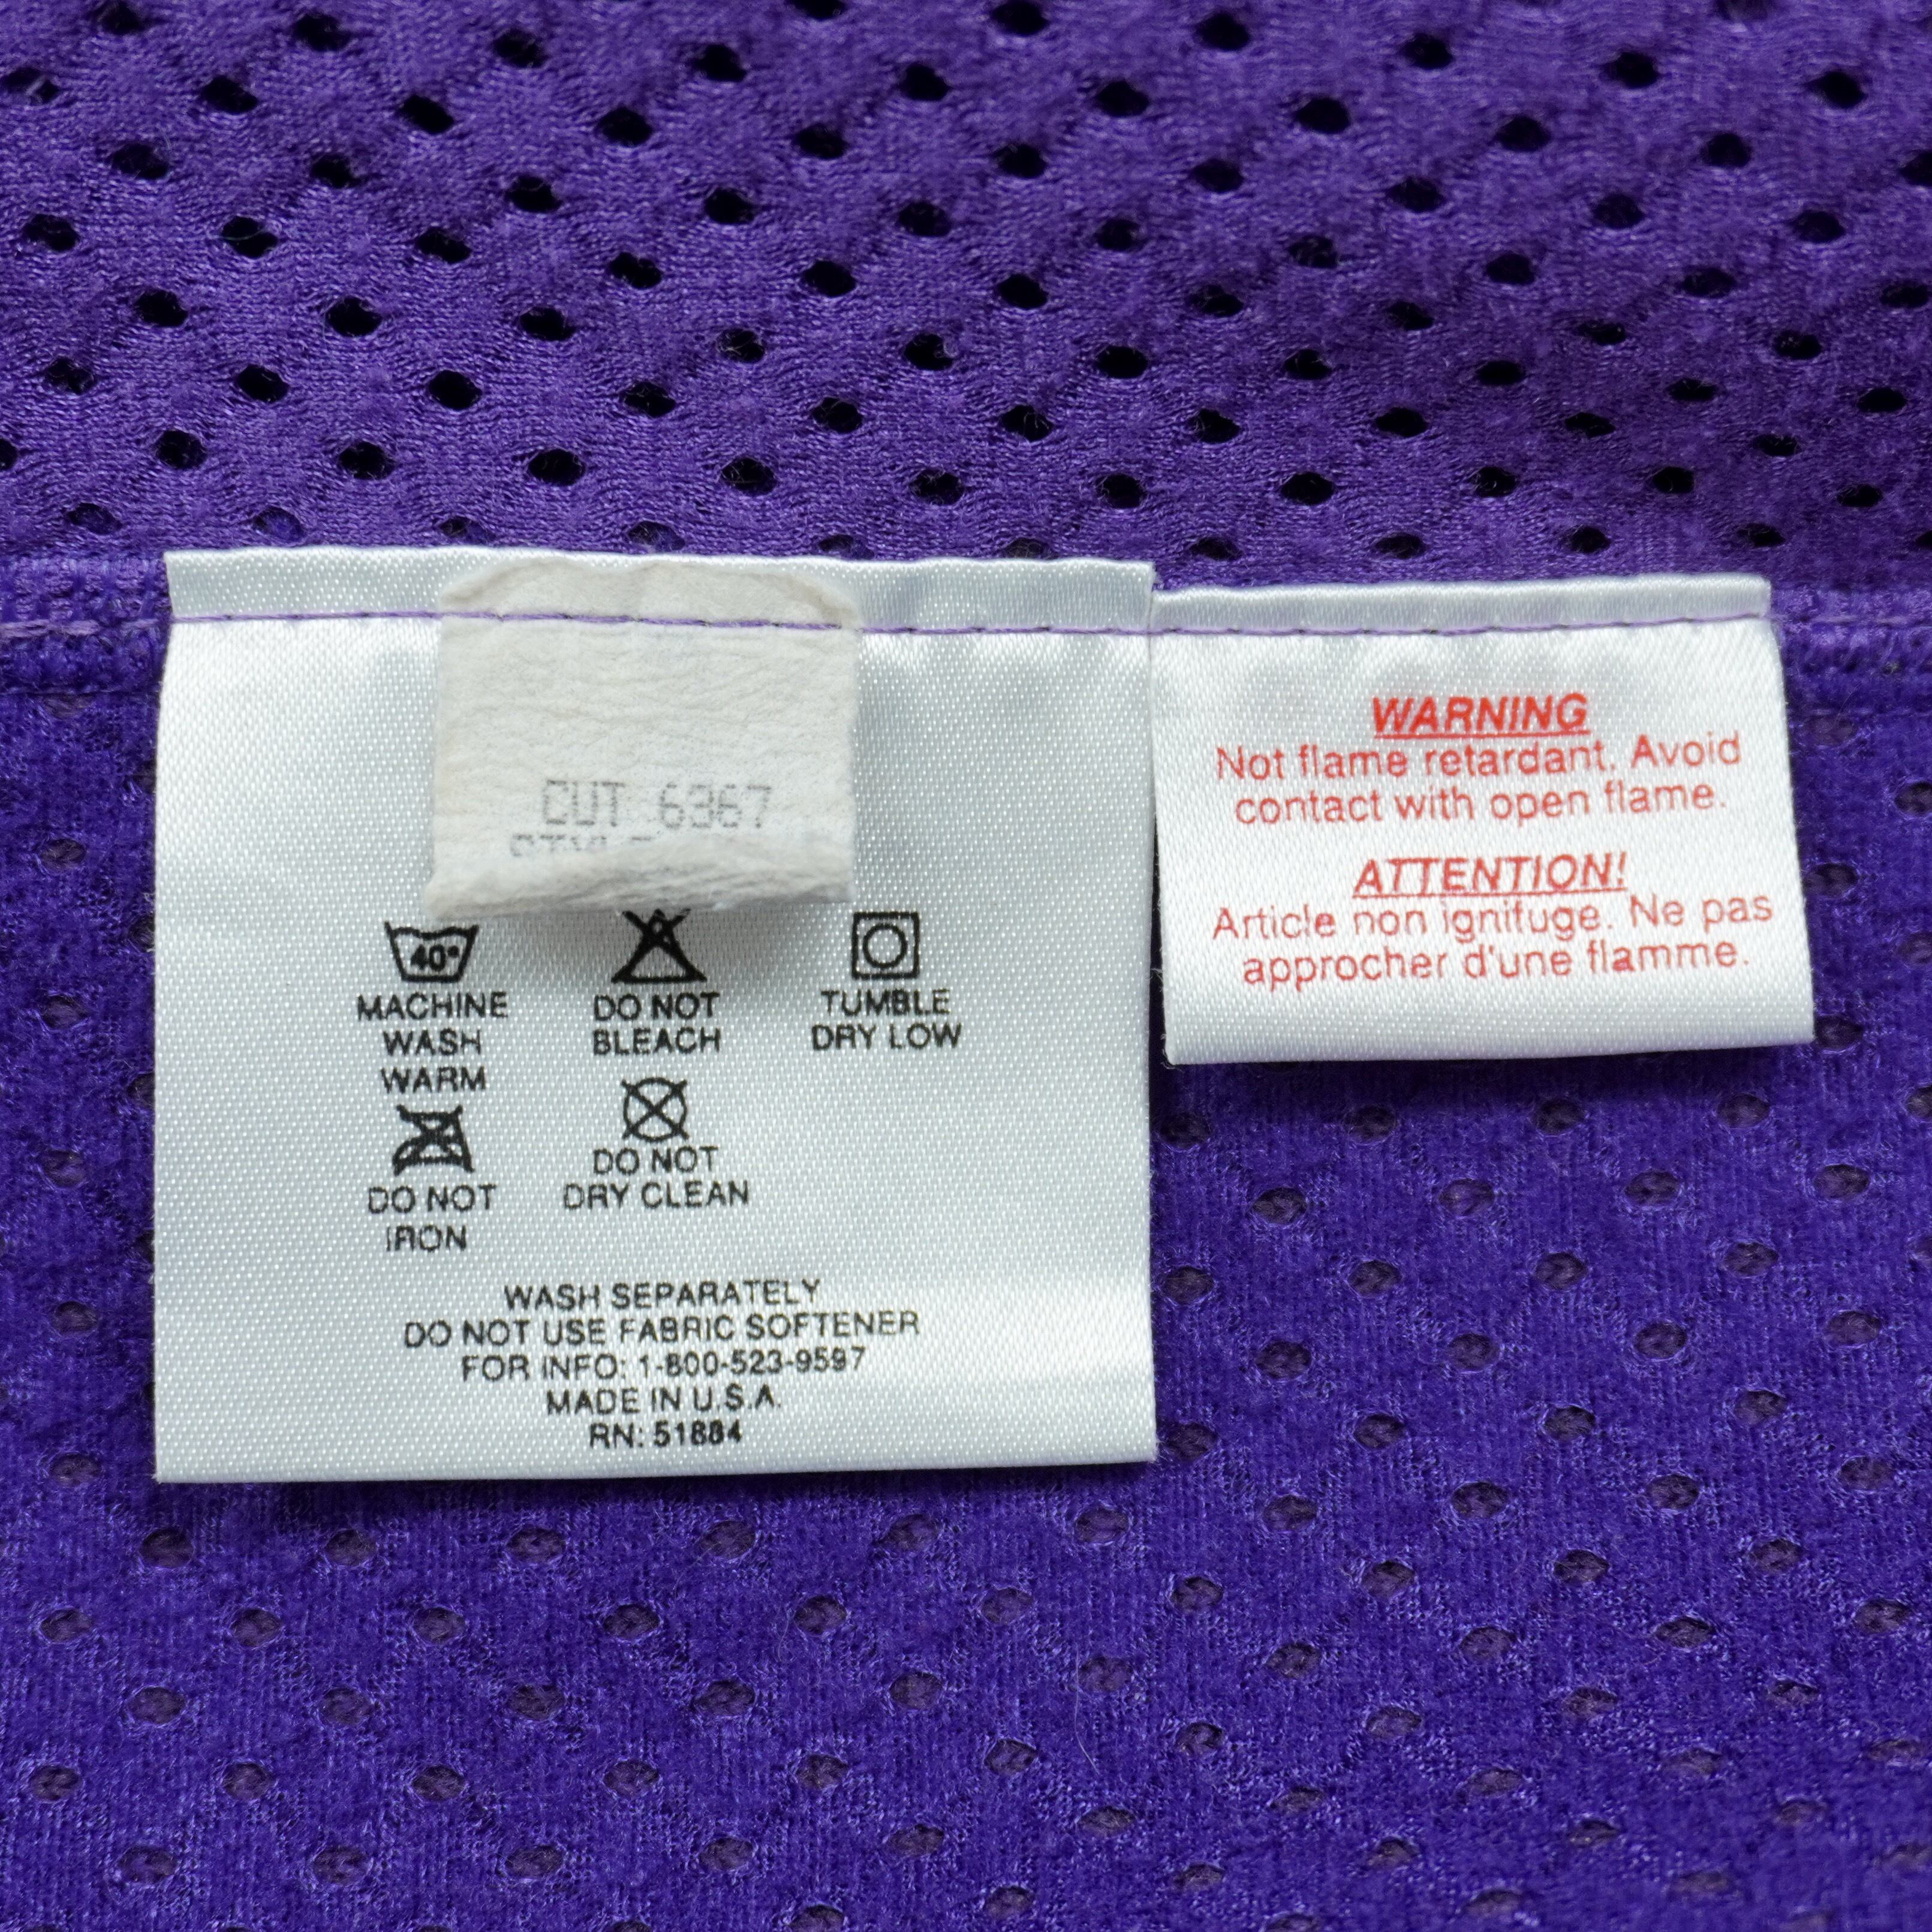 CUT 6367
40°
MACHINE
WASH
WARM
DO NOT
BLEACH
TUMBLE
DRY LOW
DO NOT
IRON
DO NOT
DRY CLEAN
WASH SEPARATELY
DO NOT USE FABRIC SOFTENER
FOR INFO: 1-800-523-9597
MADE IN U.S.A.
RN: 51884
WARNING
Not flame retardant. Avoid
contact with open flame.
ATTENTION!
Article non ignifuge. Ne pas
approcher d'une flamme.